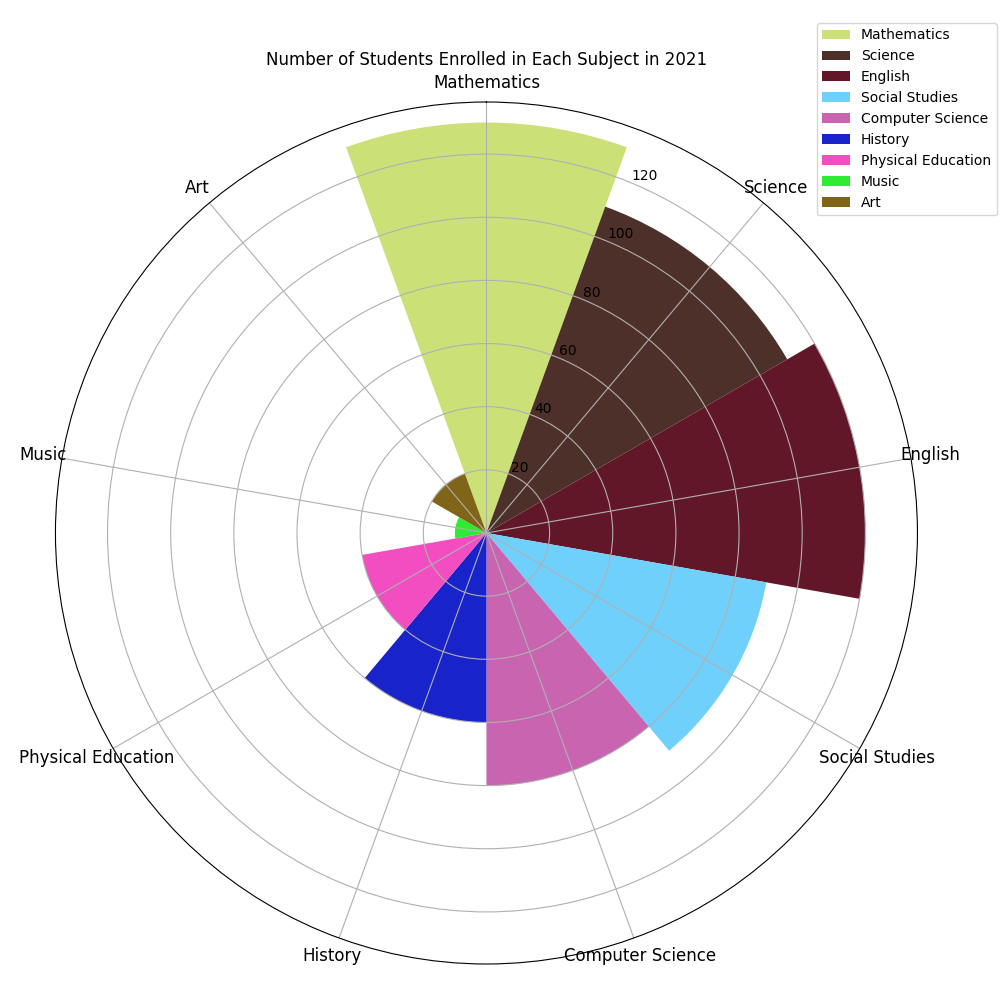 Number of Students Enrolled in Each Subject in 2021
Mathematics
Science
English
Social Studies
Computer Science
History
Physical Education
Music
Art
Mathematics
Science
English
Social Studies
Computer Science
History
Physical Education
Music
Art
20
40
60
80
100
120